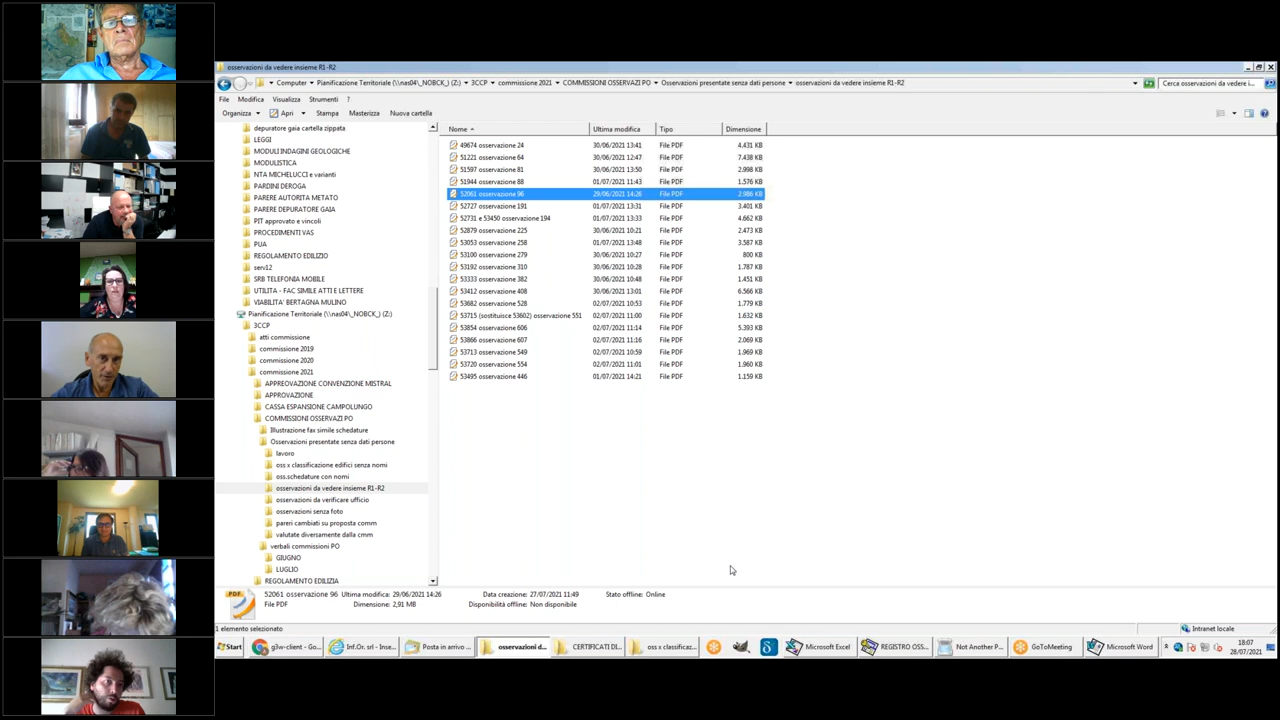 osservazioni da vedere insieme R1-R2
Computer ▸ Pianificazione Territoriale (\\nas04\_NOBCK_) (Z:) ▸ 3CCP ▸ commissione 2021 ▸ COMMISSIONI OSSERVAZI PO ▸ Osservazioni presentate senza dati persone ▸ osservazioni da vedere insieme R1-R2
Cerca osservazioni da vedere i...
File Modifica Visualizza Strumenti ?
Organizza Apri Stampa Masterizza Nuova cartella
depuratore gaia cartella zippata
LEGGI
MODULI INDAGINI GEOLOGICHE
MODULISTICA
NTA MICHELUCCI e varianti
PARDINI DEROGA
PARERE AUTORITA METATO
PARERE DEPURATORE GAIA
PIT approvato e vincoli
PROCEDIMENTI VAS
PUA
REGOLAMENTO EDILIZIO
serv12
SRB TELEFONIA MOBILE
UTILITA - FAC SIMILE ATTI E LETTERE
VIABILITA' BERTAGNA MULINO
Pianificazione Territoriale (\\nas04\_NOBCK_) (Z:)
3CCP
atti commissione
commissione 2019
commissione 2020
commissione 2021
APPREOVAZIONE CONVENZIONE MISTRAL
APPROVAZIONE
CASSA ESPANSIONE CAMPOLUNGO
COMMISSIONI OSSERVAZI PO
Illustrazione fax simile schedature
Osservazioni presentate senza dati persone
lavoro
oss x classificazione edifici senza nomi
oss.schedature con nomi
osservazioni da vedere insieme R1-R2
osservazioni da verificare ufficio
osservazioni senza foto
pareri cambiati su proposta comm
valutate diversamente dalla cmm
verbali commissioni PO
GIUGNO
LUGLIO
REGOLAMENTO EDILIZIA
Nome Ultima modifica Tipo Dimensione
49674 osservazione 24 30/06/2021 13:41 File PDF 4.431 KB
51221 osservazione 64 30/06/2021 12:47 File PDF 7.438 KB
51597 osservazione 81 30/06/2021 13:50 File PDF 2.998 KB
51944 osservazione 88 01/07/2021 11:43 File PDF 1.576 KB
52061 osservazione 96 29/06/2021 14:26 File PDF 2.986 KB
52727 osservazione 191 01/07/2021 13:31 File PDF 3.401 KB
52731 e 53450 osservazione 194 01/07/2021 13:33 File PDF 4.662 KB
52879 osservazione 225 30/06/2021 10:21 File PDF 2.473 KB
53053 osservazione 258 01/07/2021 13:48 File PDF 3.587 KB
53100 osservazione 279 30/06/2021 10:27 File PDF 800 KB
53192 osservazione 310 30/06/2021 10:28 File PDF 1.787 KB
53333 osservazione 382 30/06/2021 10:48 File PDF 1.451 KB
53412 osservazione 408 30/06/2021 13:01 File PDF 6.566 KB
53682 osservazione 528 02/07/2021 10:53 File PDF 1.779 KB
53715 (sostituisce 53602) osservazione 551 02/07/2021 11:00 File PDF 1.632 KB
53854 osservazione 606 02/07/2021 11:14 File PDF 5.393 KB
53866 osservazione 607 02/07/2021 11:16 File PDF 2.069 KB
53713 osservazione 549 02/07/2021 10:59 File PDF 1.969 KB
53720 osservazione 554 02/07/2021 11:01 File PDF 1.960 KB
53495 osservazione 446 01/07/2021 14:21 File PDF 1.159 KB
PDF
52061 osservazione 96 Ultima modifica: 29/06/2021 14:26 Data creazione: 27/07/2021 11:49 Stato offline: Online
File PDF Dimensione: 2,91 MB Disponibilità offline: Non disponibile
1 elemento selezionato
Intranet locale
Start g3w-client - Go... Inf.Or. srl - Inse... Posta in arrivo ... osservazioni d... CERTIFICATI DI... oss x classificaz... Microsoft Excel REGISTRO OSS... Not Another P... GoToMeeting Microsoft Word
18:07
28/07/2021